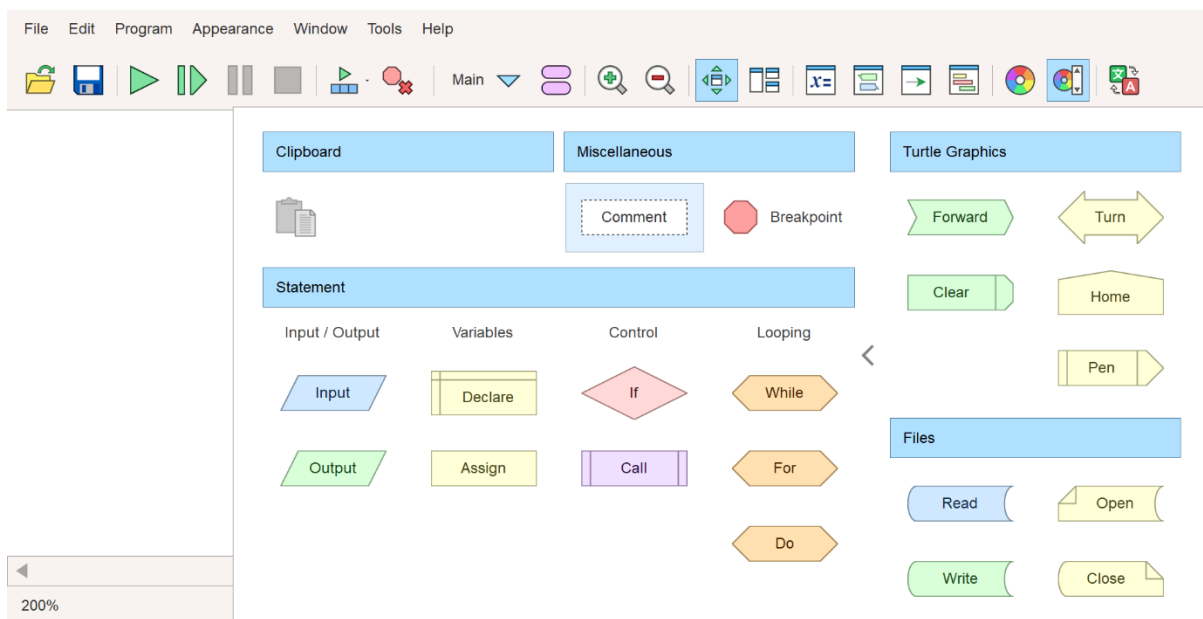 File Edit Program Appearance Window Tools Help
Main
x=
A
Clipboard Miscellaneous Turtle Graphics
Comment Breakpoint Forward Turn
Statement Clear Home
Input / Output Variables Control Looping
Pen
Input Declare If While
Files
Output Assign Call For
Read Open
Do
Write Close
200%